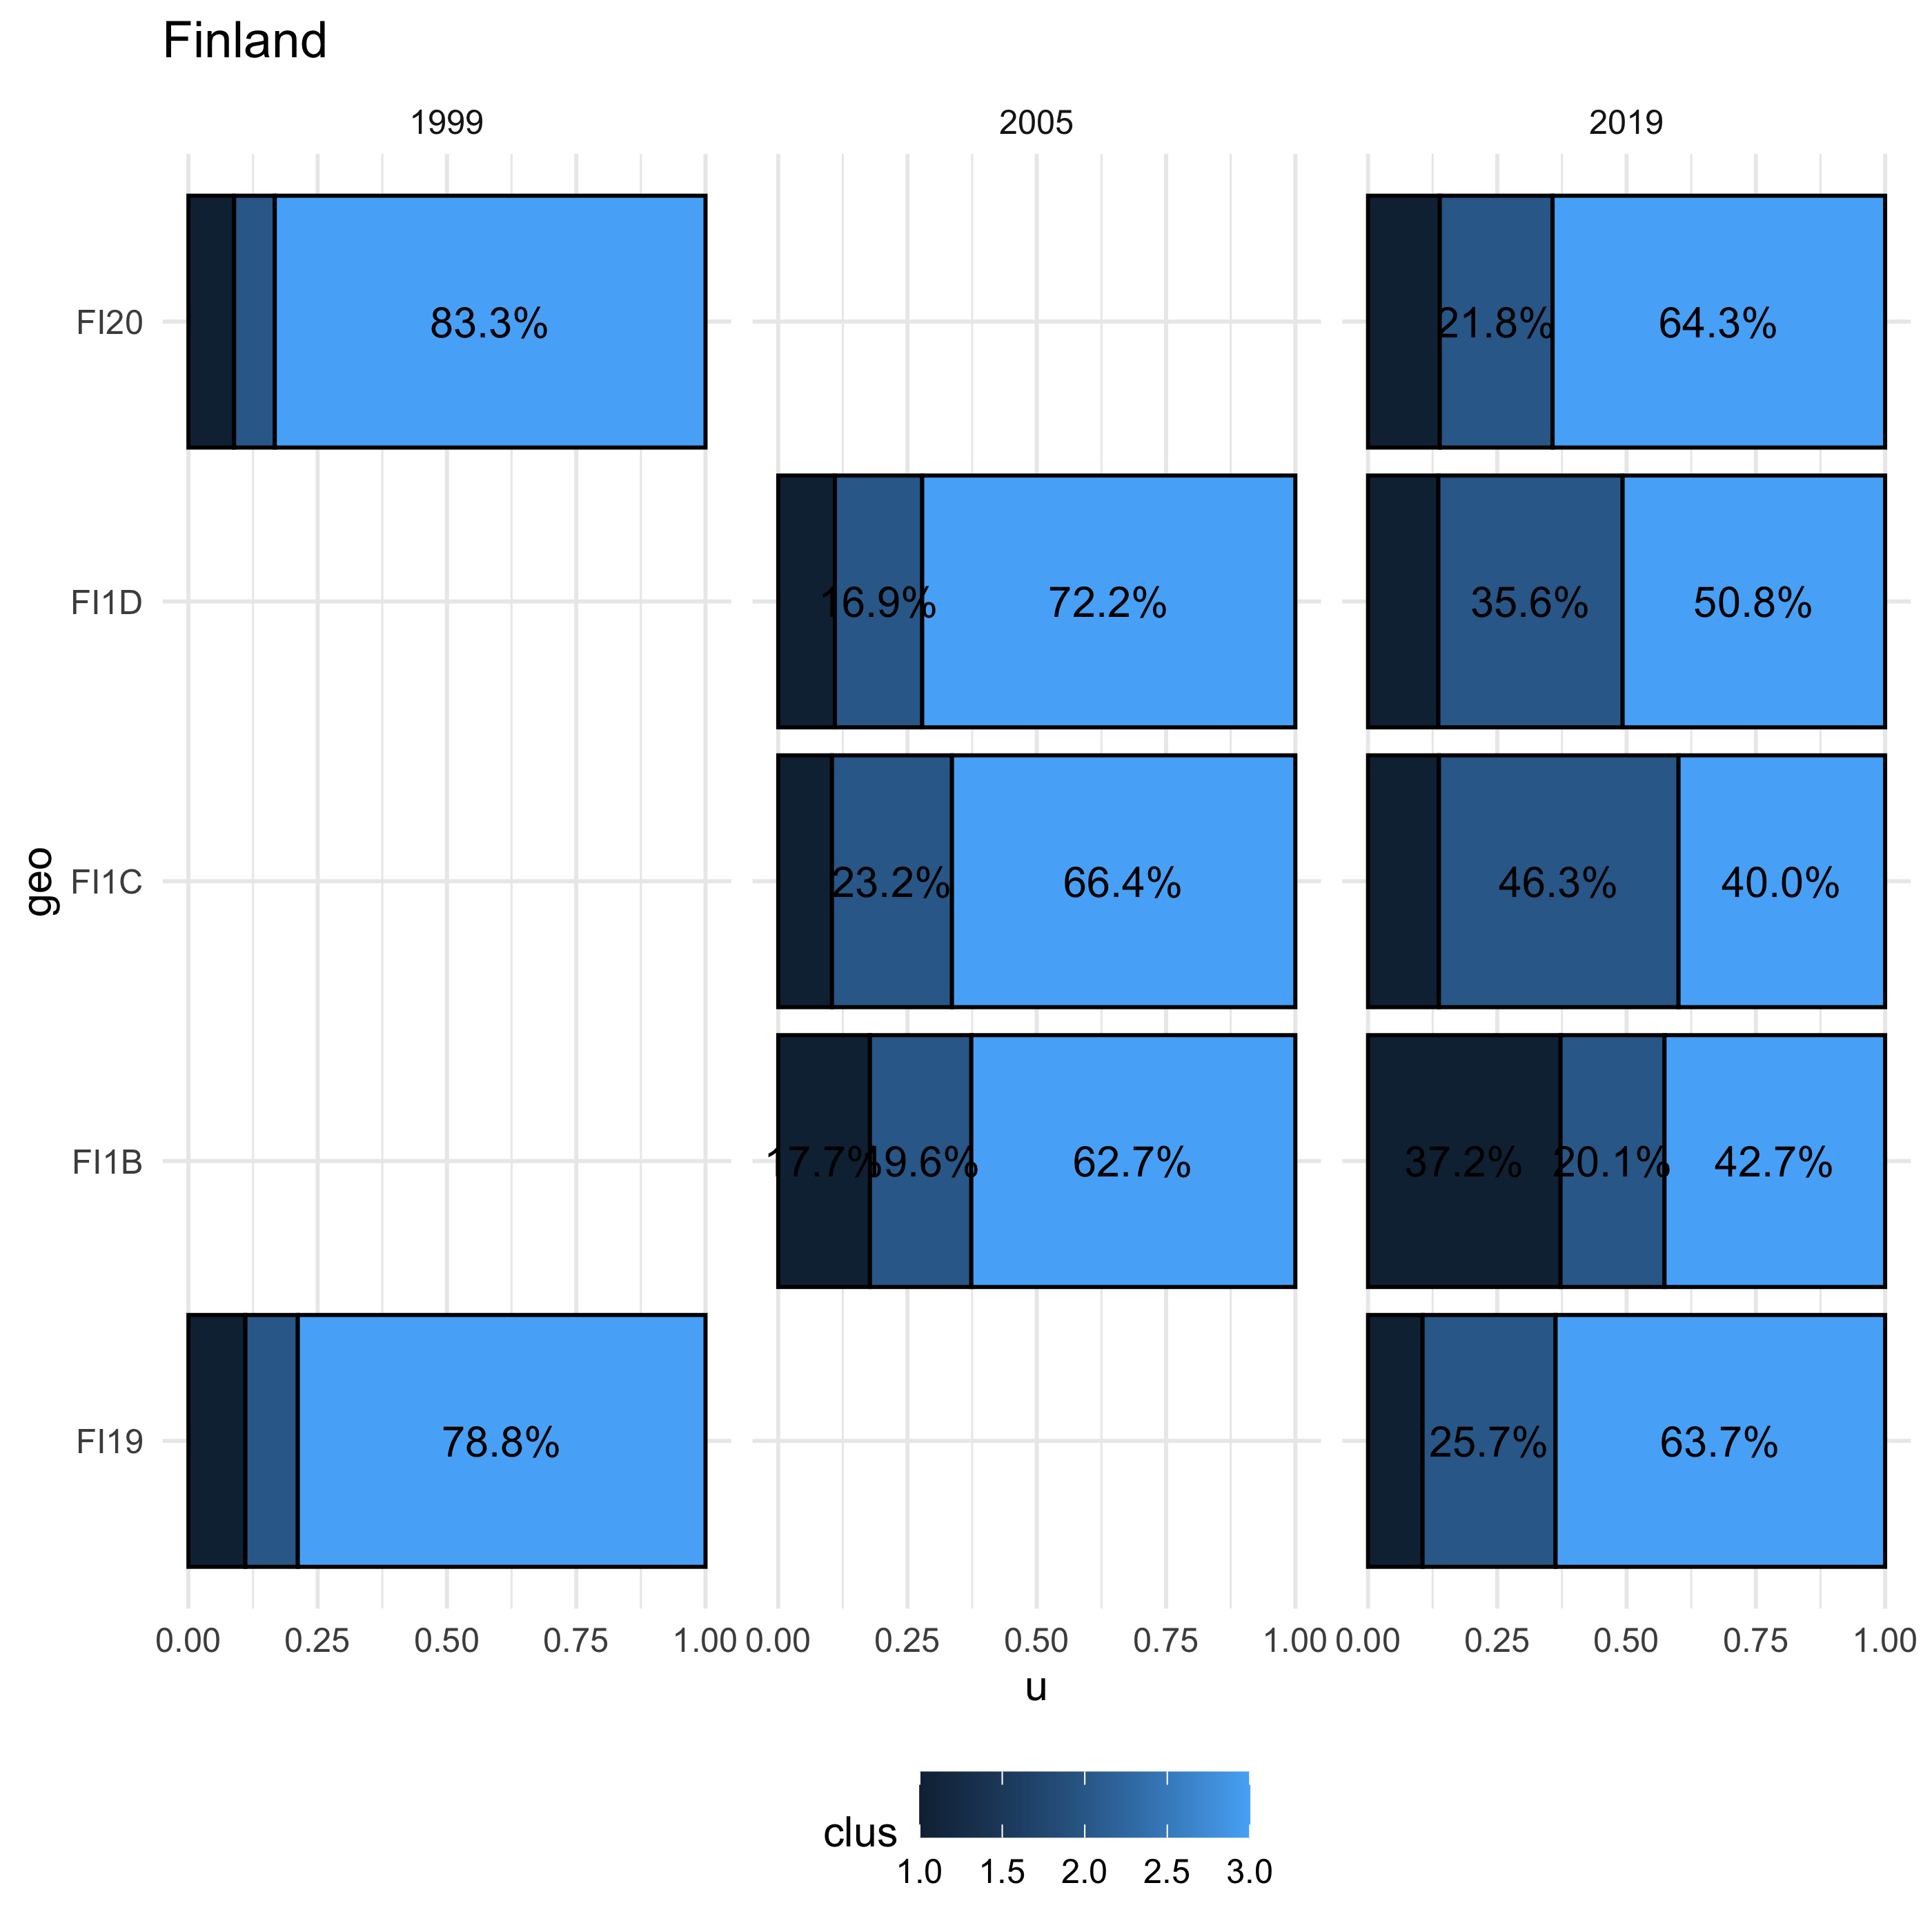 Finland
1999 2005 2019
FI20 83.3% 21.8% 64.3%
FI1D 16.9% 72.2% 35.6% 50.8%
geo
FI1C 23.2% 66.4% 46.3% 40.0%
FI1B 17.7% 19.6% 62.7% 37.2% 20.1% 42.7%
FI19 78.8% 25.7% 63.7%
0.00 0.25 0.50 0.75 1.00 0.00 0.25 0.50 0.75 1.00 0.00 0.25 0.50 0.75 1.00
u
clus
1.0 1.5 2.0 2.5 3.0